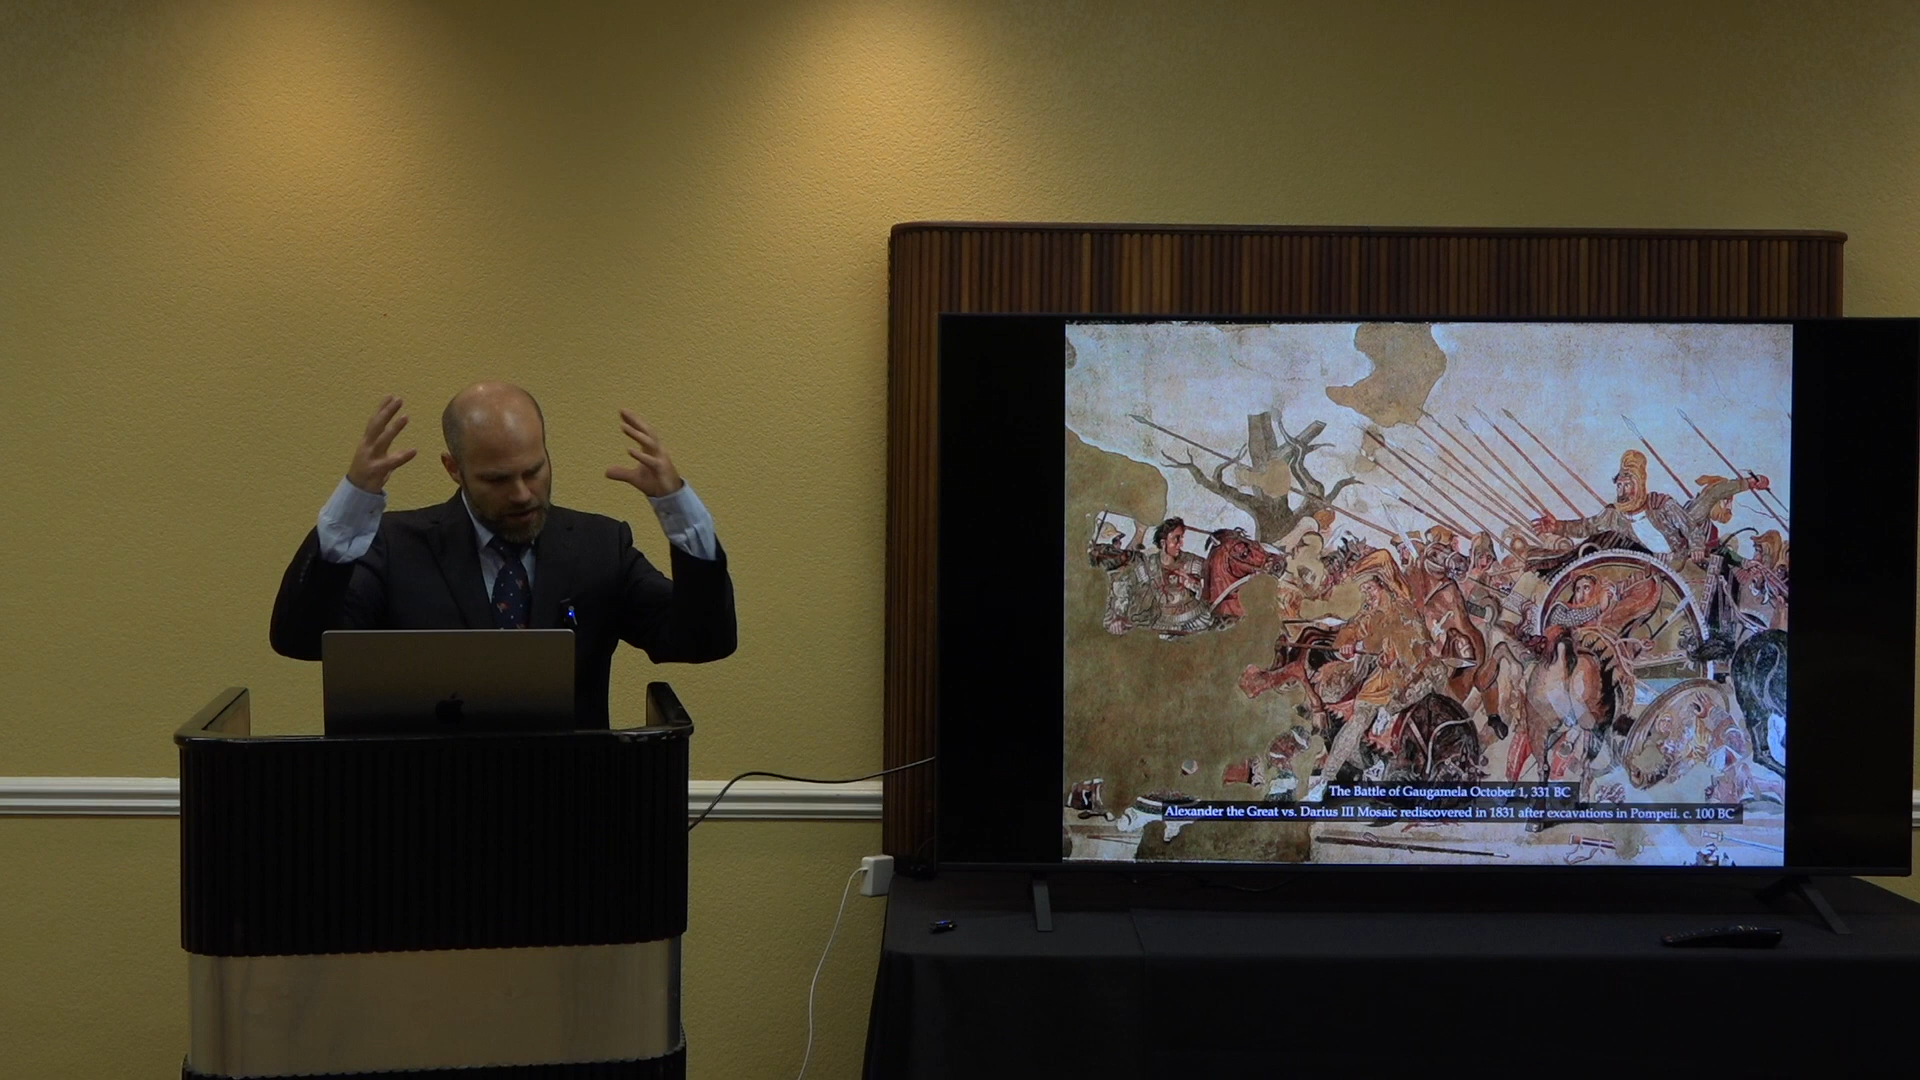 The Battle of Gaugamela October 1, 331 BC
Alexander the Great vs. Darius III Mosaic rediscovered in 1831 after excavations in Pompeii. c. 100 BC